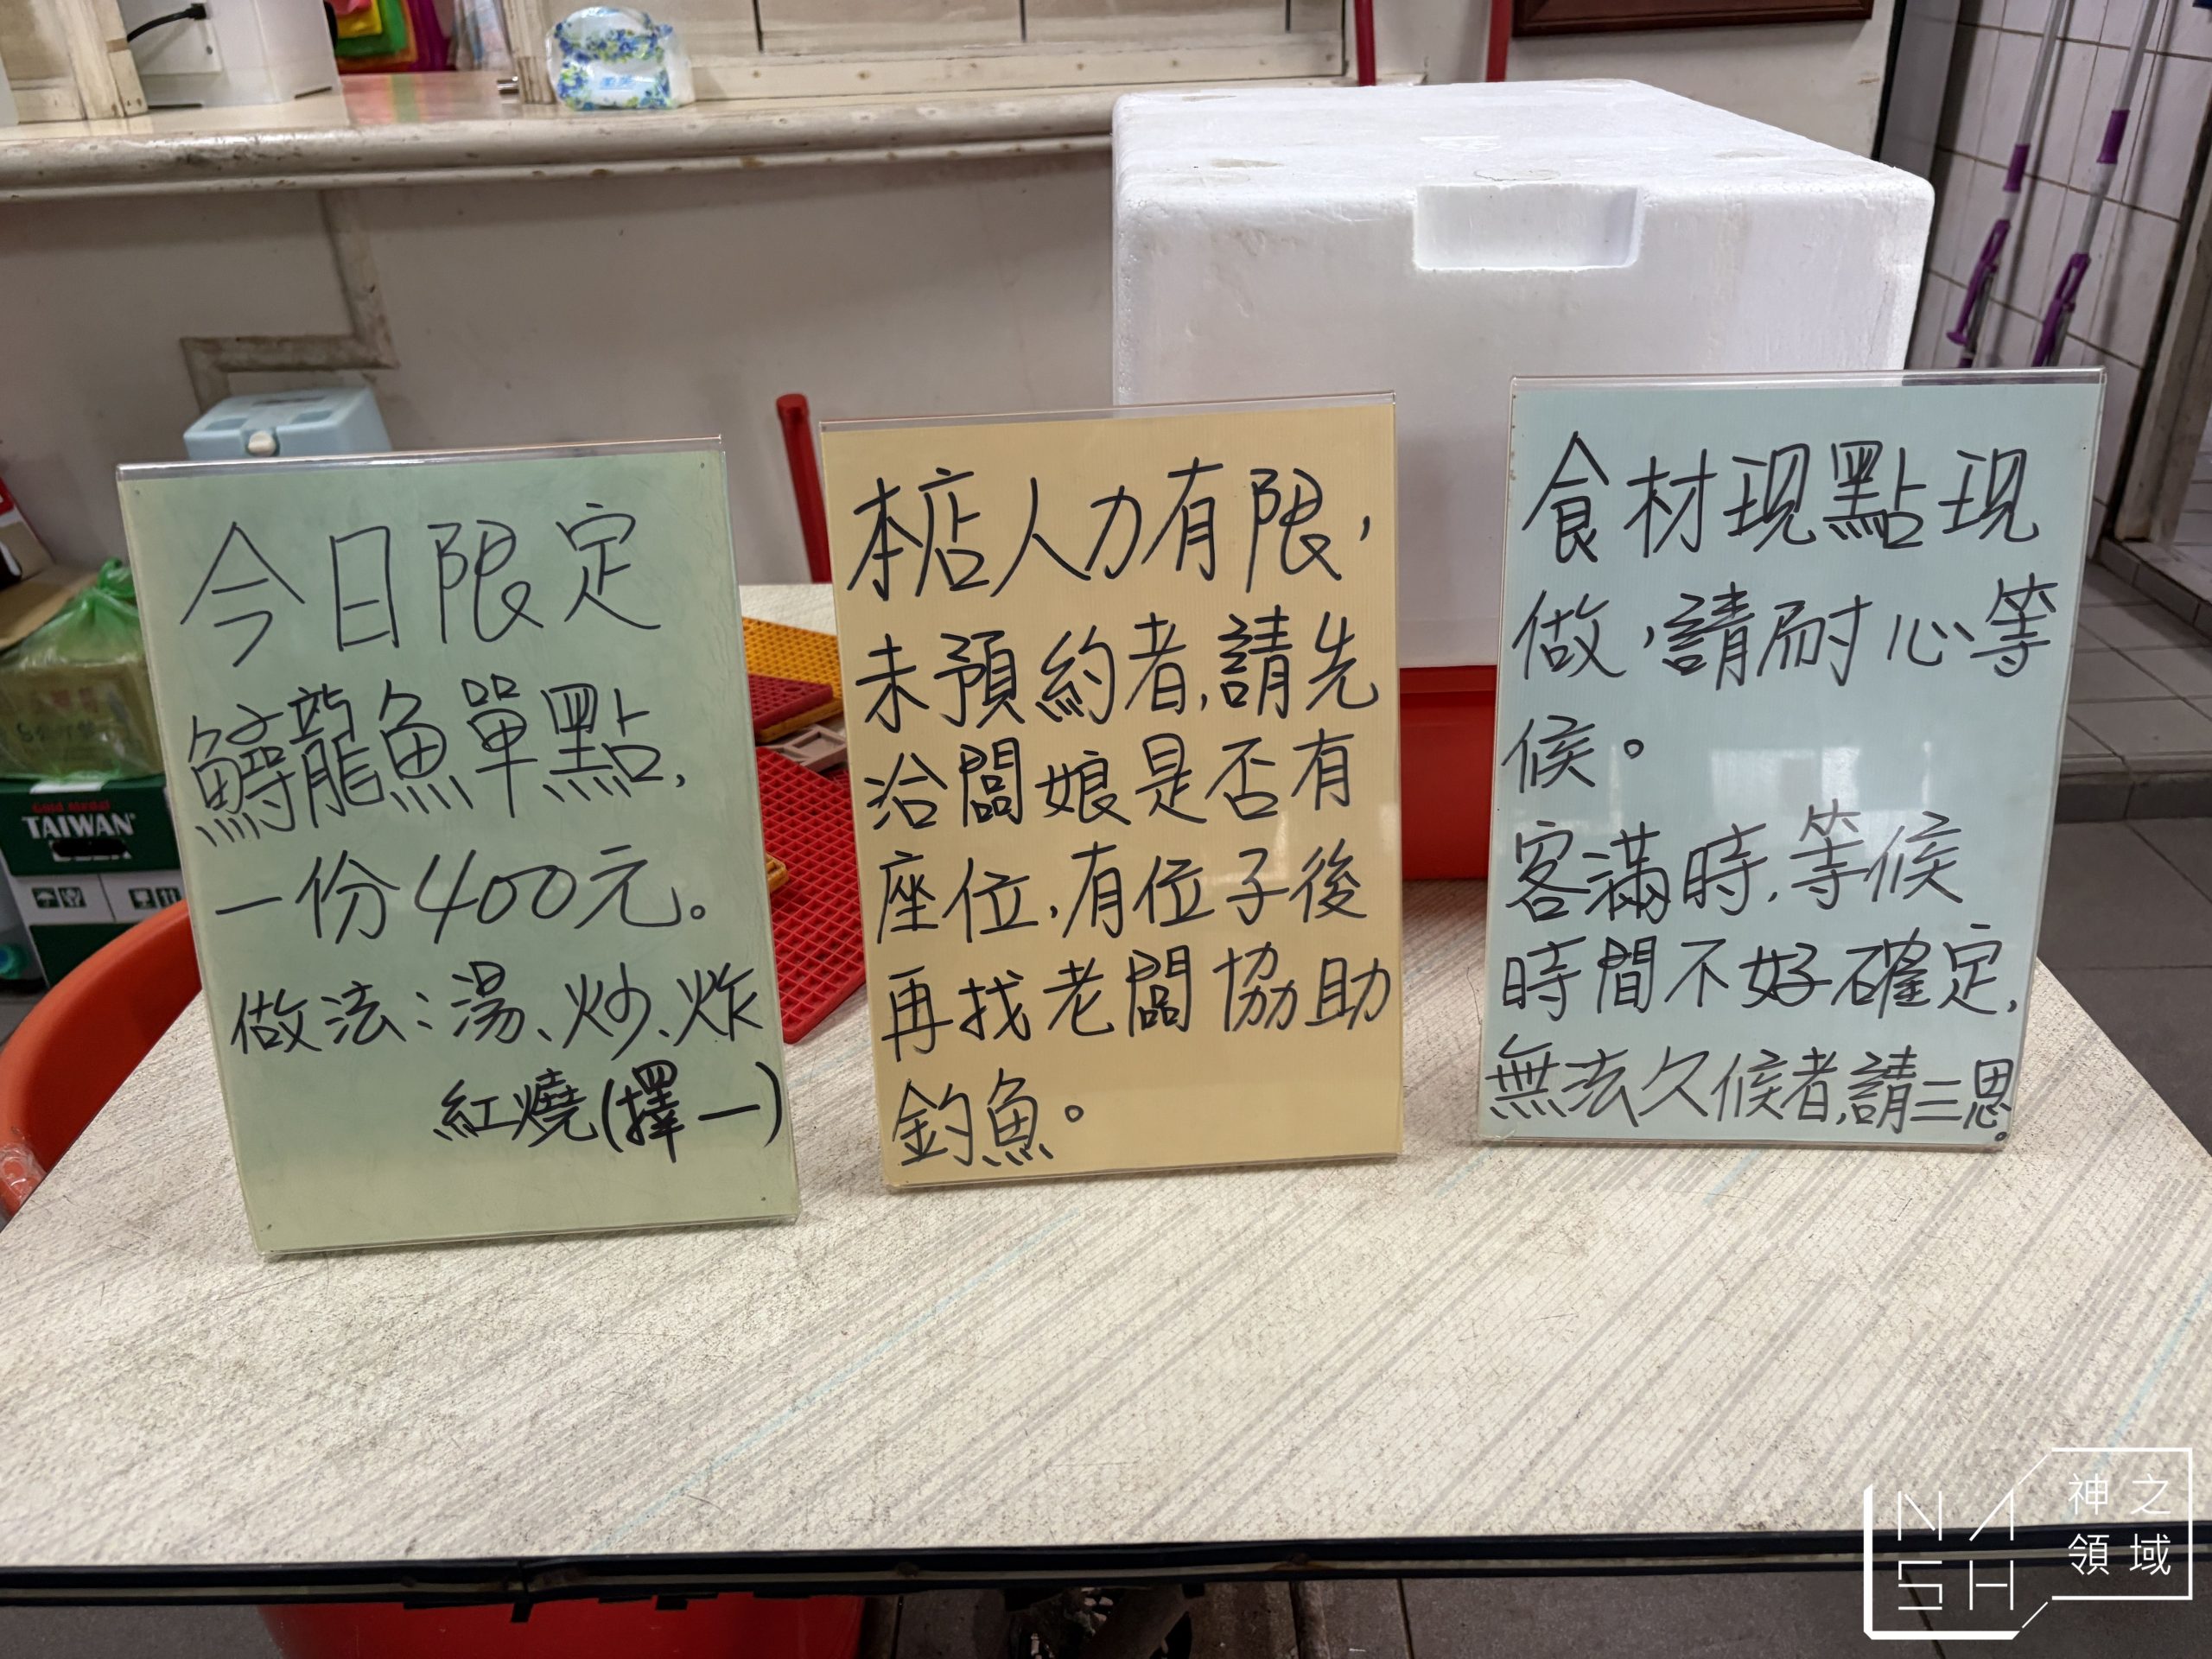 今日限定
鱘龍魚單點,
一份400元。
做法:湯、炒、炸
紅燒(擇一)
本店人力有限,
未預約者,請先
洽闆娘是否有
座位,有位子後
再找老闆協助
釣魚。
食材現點現
做,請耐心等
候。
客滿時,等候
時間不好確定,
無法久候者,請三思。
Gold Medal
TAIWAN
NASH
神之
領域